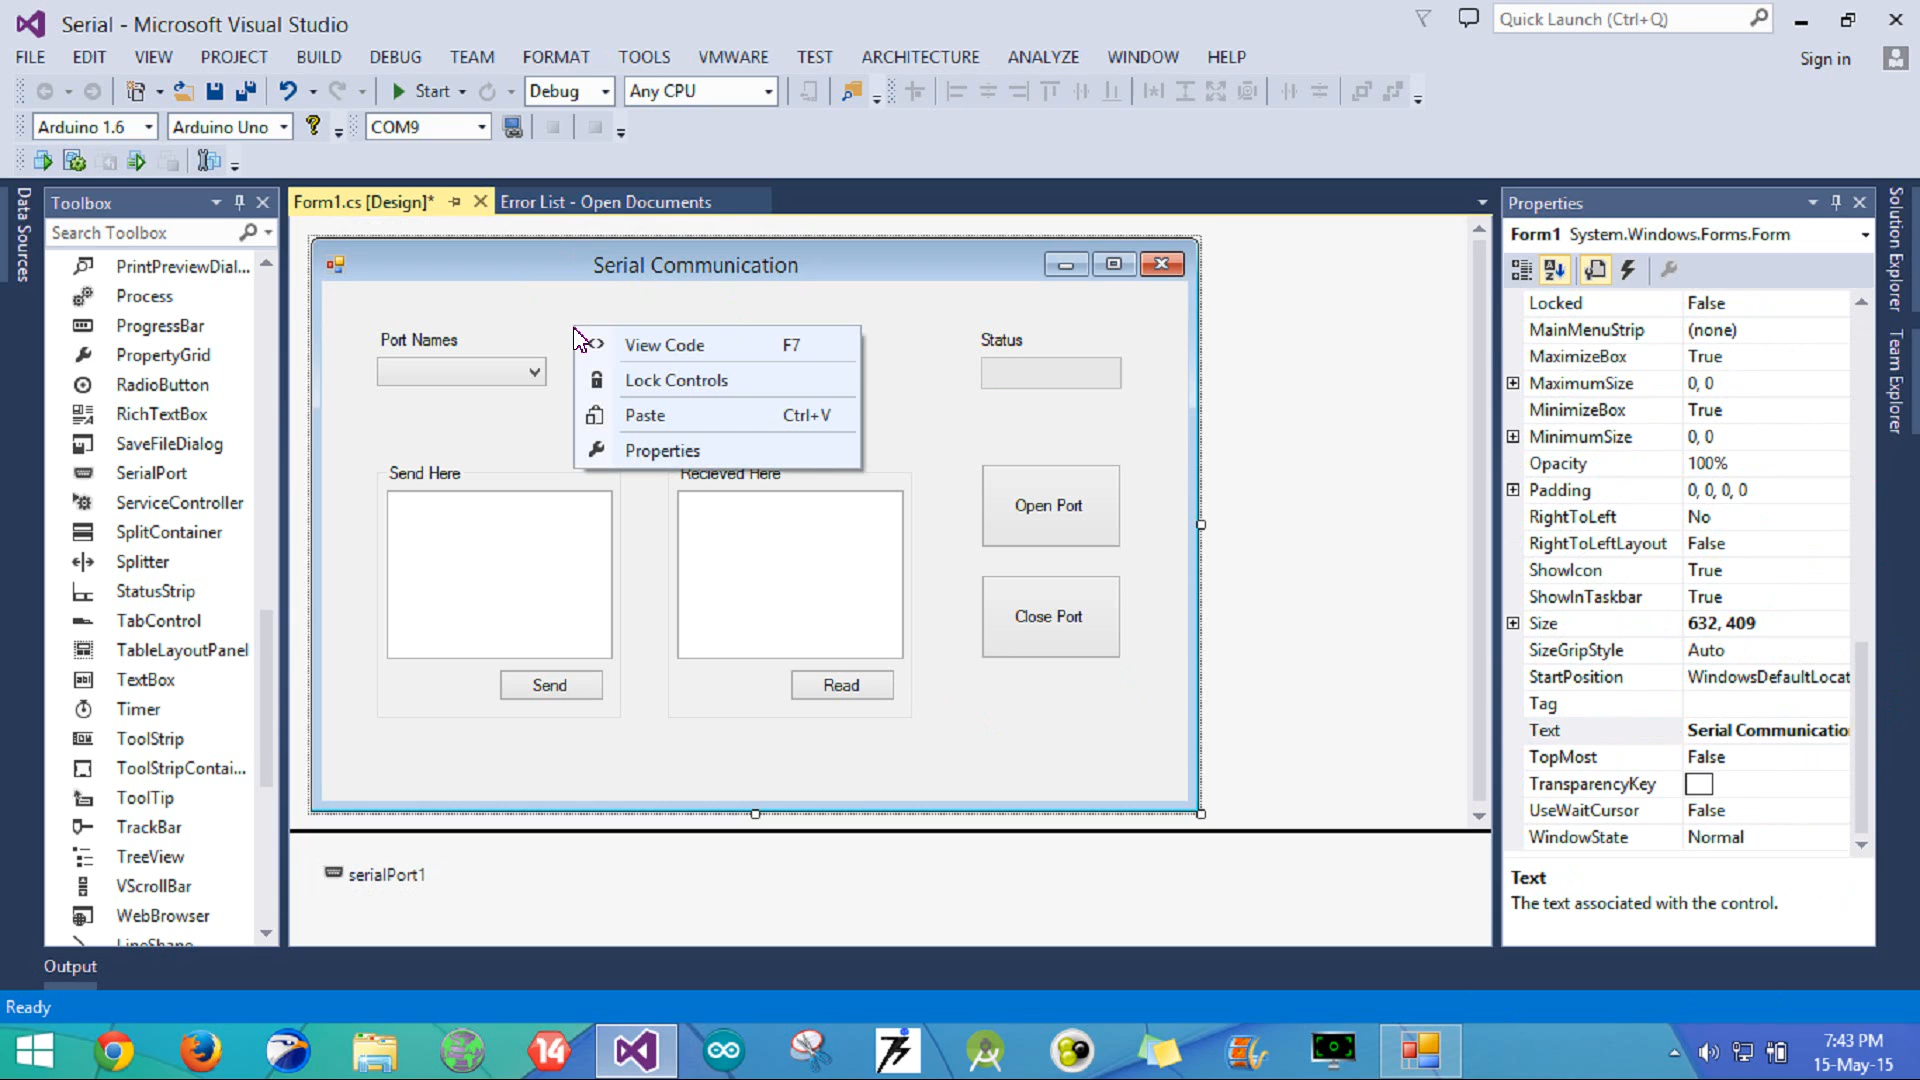 Serial - Microsoft Visual Studio
Quick Launch (Ctrl+Q)
FILE EDIT VIEW PROJECT BUILD DEBUG TEAM FORMAT TOOLS VMWARE TEST ARCHITECTURE ANALYZE WINDOW HELP
Sign in
Start Debug Any CPU
Arduino 1.6 Arduino Uno ? COM9
Data Sources
Toolbox
Search Toolbox
PrintPreviewDial...
Process
ProgressBar
PropertyGrid
RadioButton
RichTextBox
SaveFileDialog
SerialPort
ServiceController
SplitContainer
Splitter
StatusStrip
TabControl
TableLayoutPanel
TextBox
Timer
ToolStrip
ToolStripContai...
ToolTip
TrackBar
TreeView
VScrollBar
WebBrowser
LineShape
Form1.cs [Design]*
Error List - Open Documents
Serial Communication
Port Names
Status
View Code F7
Lock Controls
Paste Ctrl+V
Properties
Send Here
Recieved Here
Open Port
Close Port
Send
Read
serialPort1
Properties
Form1 System.Windows.Forms.Form
Locked False
MainMenuStrip (none)
MaximizeBox True
MaximumSize 0, 0
MinimizeBox True
MinimumSize 0, 0
Opacity 100%
Padding 0, 0, 0, 0
RightToLeft No
RightToLeftLayout False
ShowIcon True
ShowInTaskbar True
Size 632, 409
SizeGripStyle Auto
StartPosition WindowsDefaultLocat
Tag
Text Serial Communicatio
TopMost False
TransparencyKey
UseWaitCursor False
WindowState Normal
Text
The text associated with the control.
Solution Explorer
Team Explorer
Output
Ready
14
7:43 PM
15-May-15